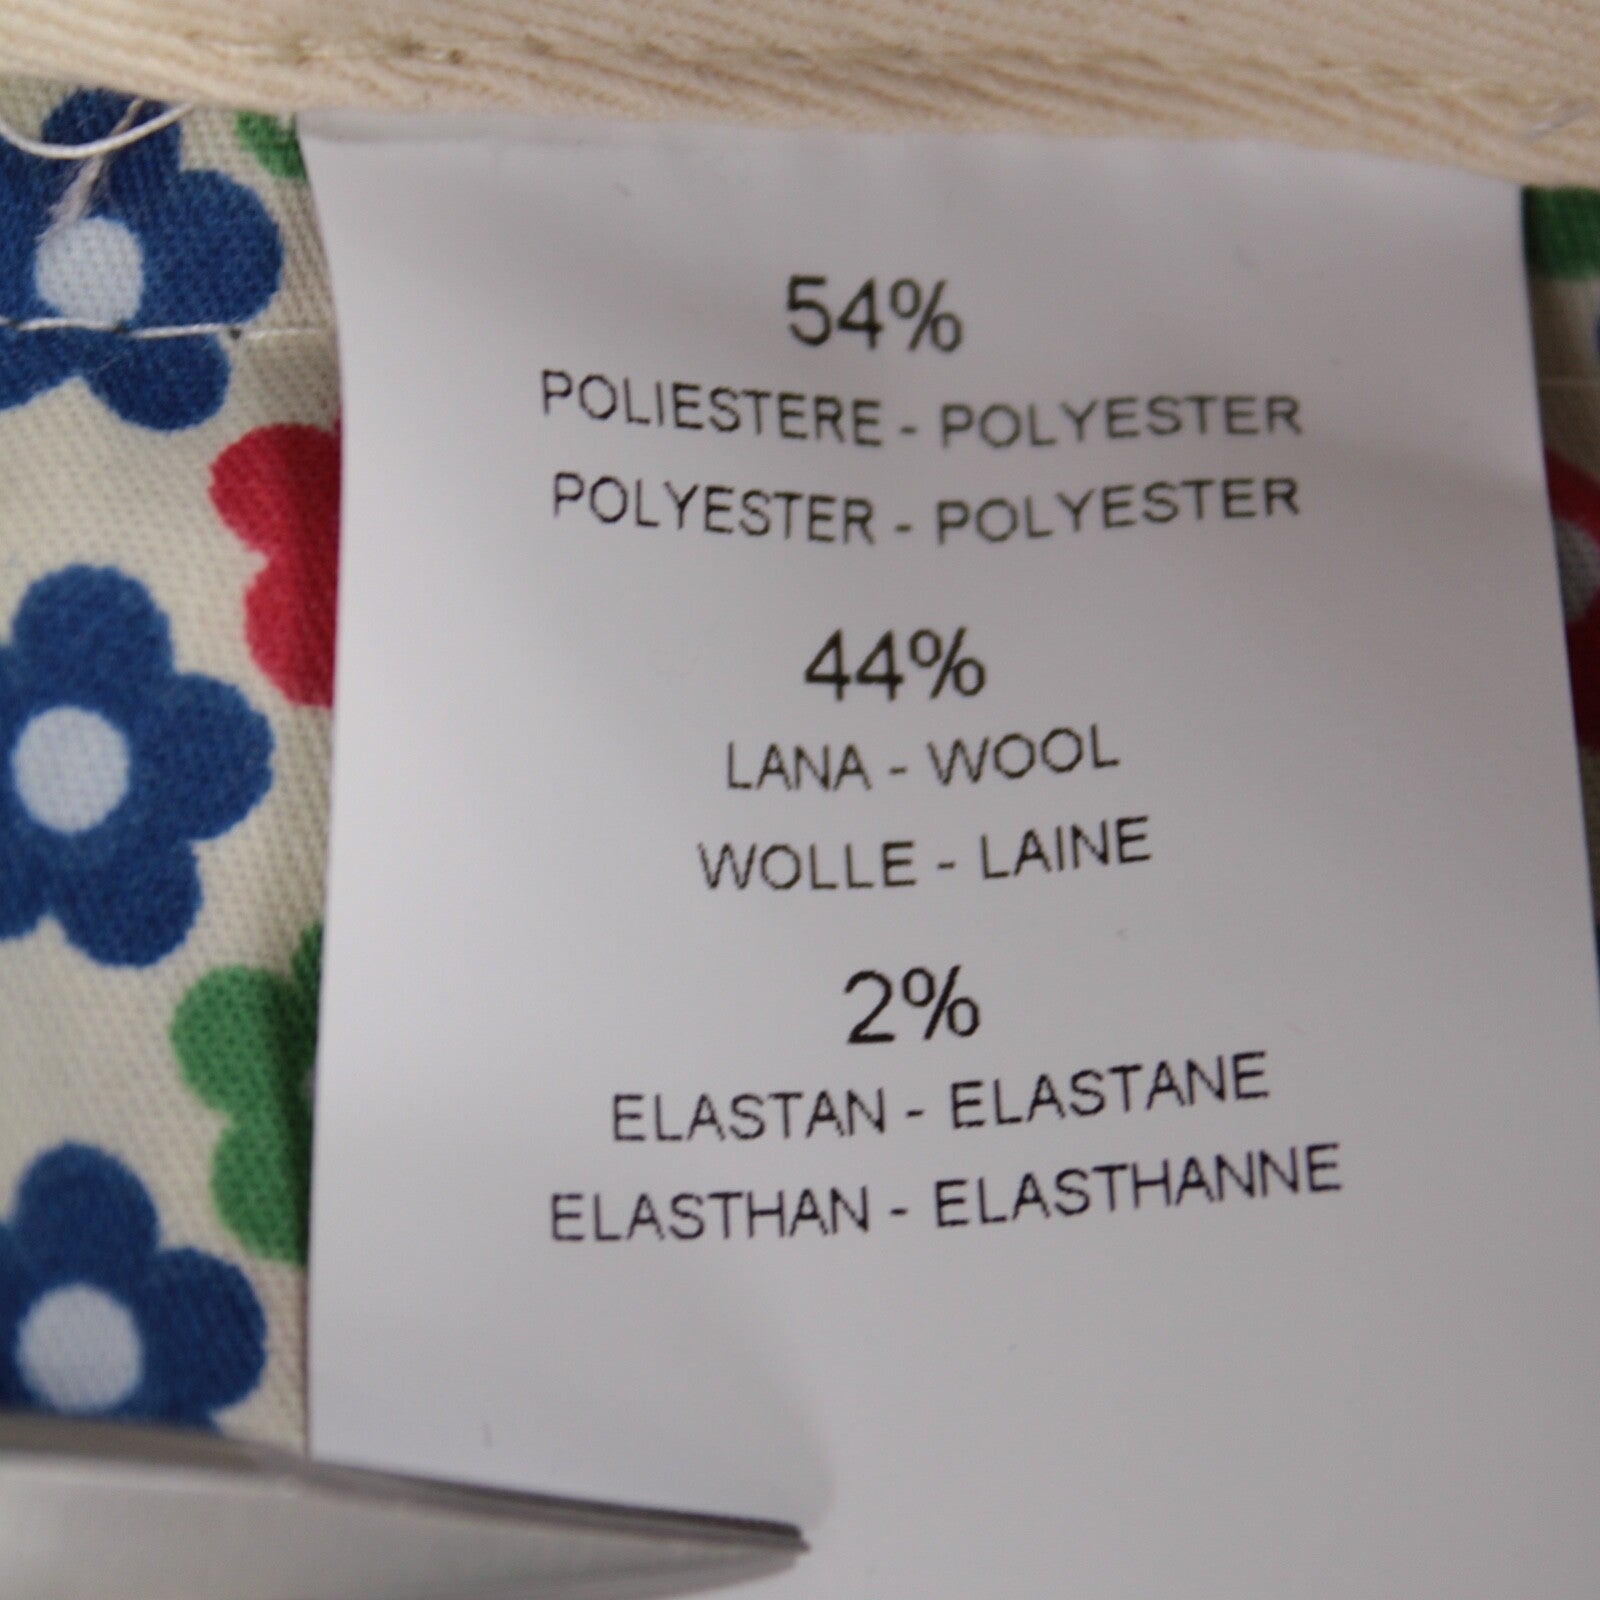 54%
POLIESTERE - POLYESTER
POLYESTER - POLYESTER
44%
LANA - WOOL
WOLLE - LAINE
2%
ELASTAN - ELASTANE
ELASTHAN - ELASTHANNE